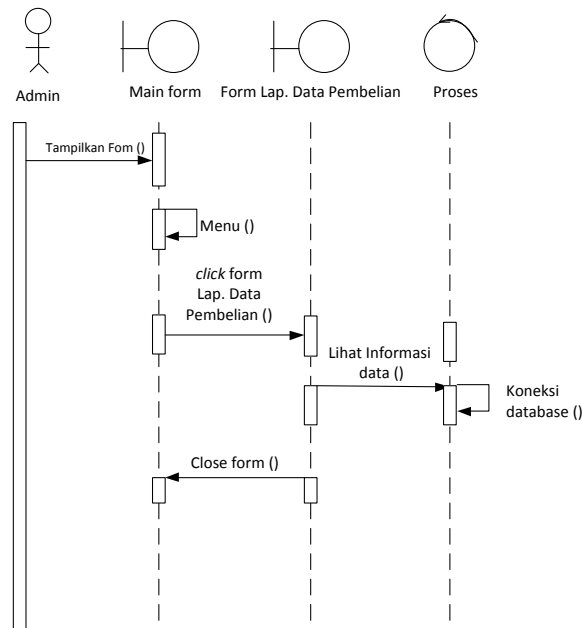 Admin
Main form
Form Lap. Data Pembelian
Proses
Tampilkan Fom ()
Menu ()
click form
Lap. Data
Pembelian ()
Lihat Informasi
data ()
Koneksi
database ()
Close form ()